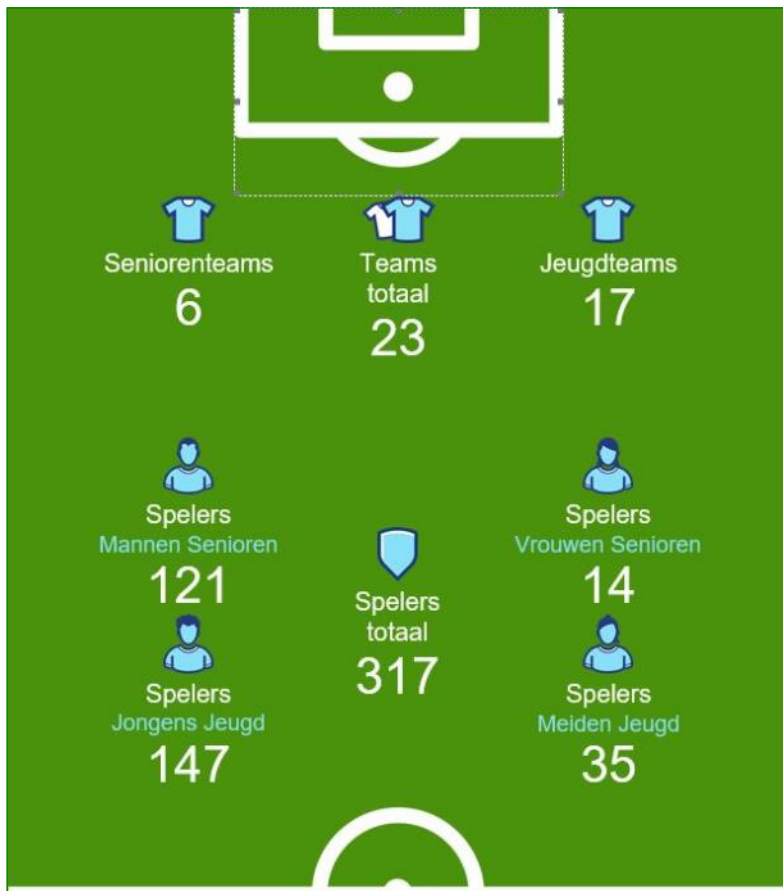 Seniorenteams
6
Teams
totaal
23
Jeugdteams
17
Spelers
Mannen Senioren
121
Spelers
Vrouwen Senioren
14
Spelers
totaal
317
Spelers
Jongens Jeugd
147
Spelers
Meiden Jeugd
35